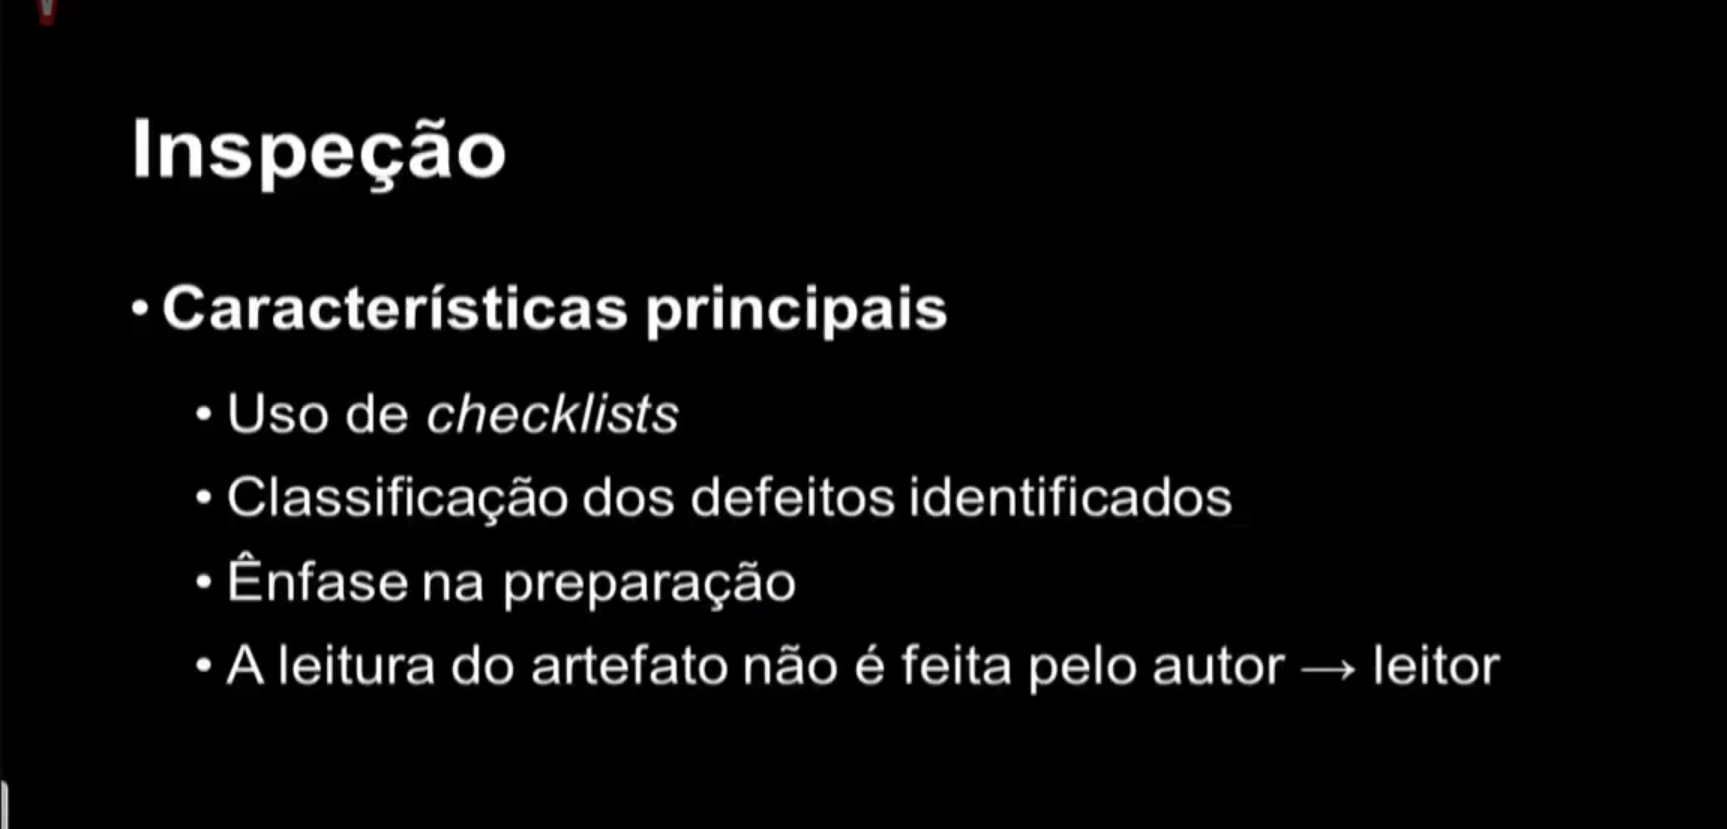 Inspeção
• Características principais
• Uso de checklists
• Classificação dos defeitos identificados
• Ênfase na preparação
• A leitura do artefato não é feita pelo autor → leitor